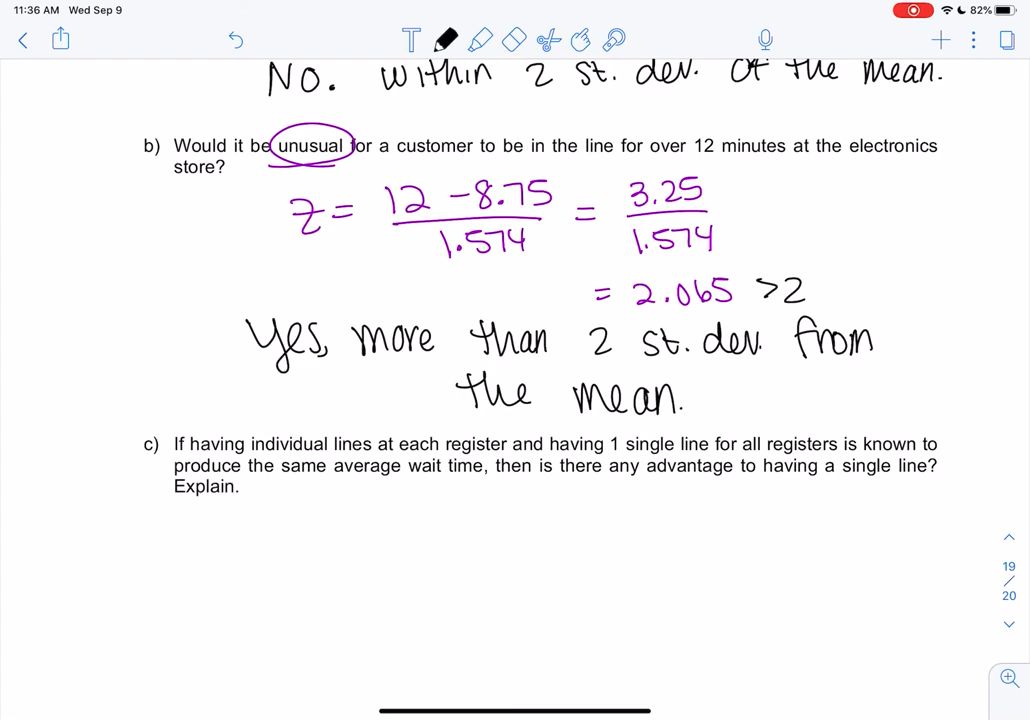 11:36 AM Wed Sep 9
82%
No. within 2 st. dev. of the mean.
b) Would it be unusual for a customer to be in the line for over 12 minutes at the electronics
store?
z = 12 - 8.75 / 1.574 = 3.25 / 1.574
= 2.065 >2
Yes, more than 2 st. dev. from
the mean.
c) If having individual lines at each register and having 1 single line for all registers is known to
produce the same average wait time, then is there any advantage to having a single line?
Explain.
19
/
20